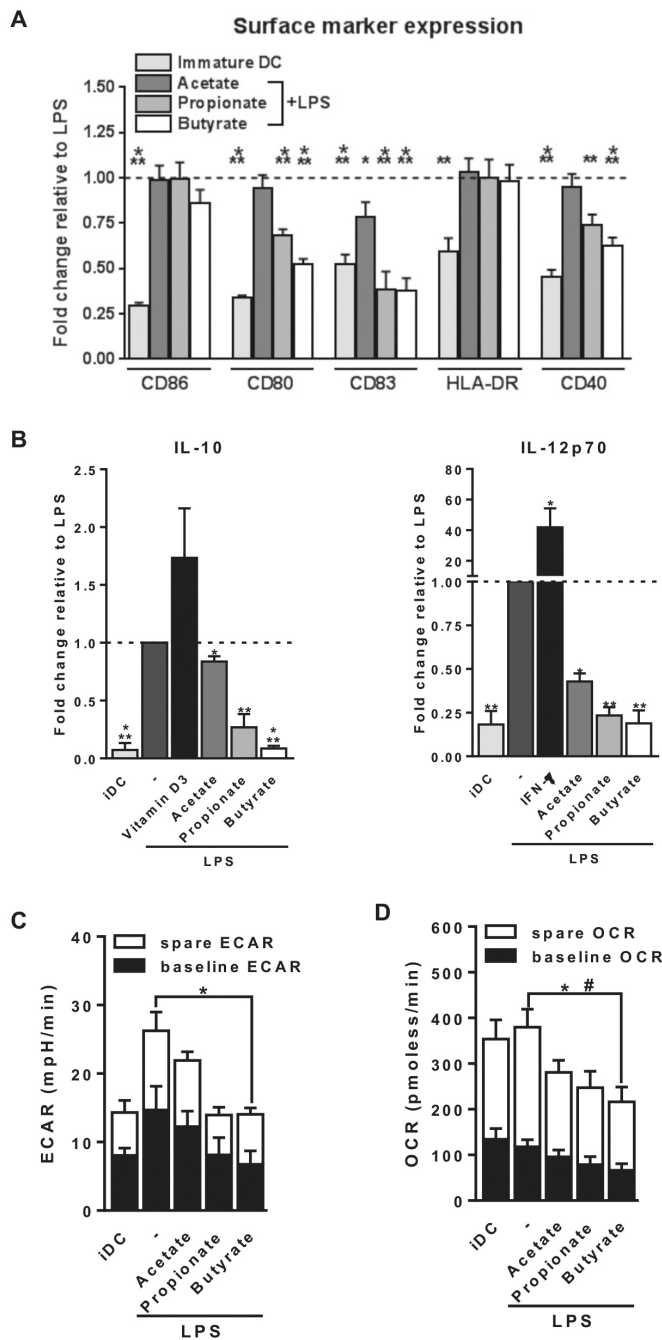 A
Surface marker expression
Immature DC
Acetate
Propionate
Butyrate
+LPS
Fold change relative to LPS
1.50
1.25
1.00
0.75
0.50
0.25
0.00
* ** * ** * ** * ** * ** * * ** * ** ** * ** ** * **
CD86 CD80 CD83 HLA-DR CD40
B
IL-10
Fold change relative to LPS
2.5
2.0
1.5
1.0
0.5
0.0
* ** * ** * **
iDC - Vitamin D3 Acetate Propionate Butyrate
LPS
IL-12p70
Fold change relative to LPS
80
60
40
20
1.00
0.75
0.50
0.25
0.00
** * * ** **
iDC - IFN-γ Acetate Propionate Butyrate
LPS
C
spare ECAR
baseline ECAR
ECAR (mpH/min)
40
30
20
10
0
*
iDC - Acetate Propionate Butyrate
LPS
D
spare OCR
baseline OCR
OCR (pmoless/min)
600
500
400
300
200
100
0
* #
iDC - Acetate Propionate Butyrate
LPS